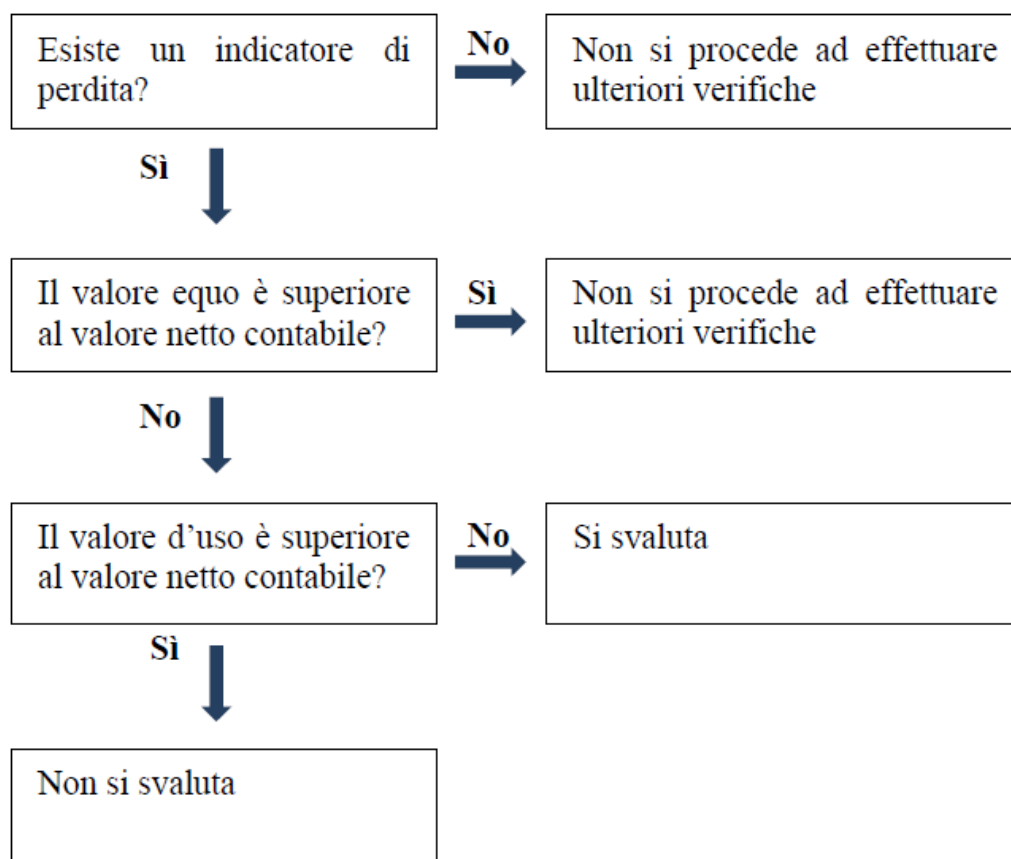 Esiste un indicatore di
perdita?
No
Non si procede ad effettuare
ulteriori verifiche
Sì
Il valore equo è superiore
al valore netto contabile?
Sì
Non si procede ad effettuare
ulteriori verifiche
No
Il valore d’uso è superiore
al valore netto contabile?
No
Si svaluta
Sì
Non si svaluta